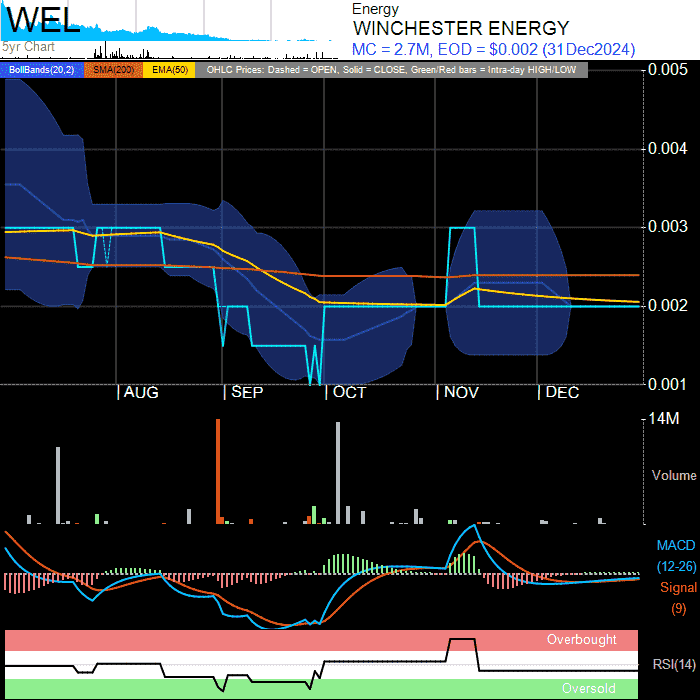 WEL
5yr Chart
Energy
WINCHESTER ENERGY
MC = 2.7M, EOD = $0.002 (31Dec2024)
BollBands(20,2) SMA(200) EMA(50) OHLC Prices: Dashed = OPEN, Solid = CLOSE, Green/Red bars = Intra-day HIGH/LOW
0.005
0.004
0.003
0.002
0.001
AUG SEP OCT NOV DEC
14M
Volume
MACD
(12-26)
Signal
(9)
Overbought
RSI(14)
Oversold